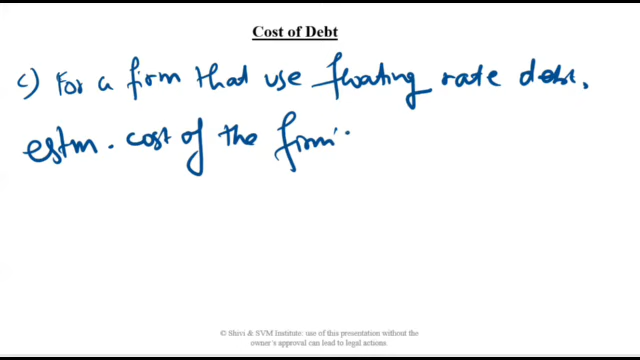 Cost of Debt
c) For a firm that use floating rate debt,
estm. cost of the firm'.
© Shivi & SVM Institute: use of this presentation without the
owner's approval can lead to legal actions.